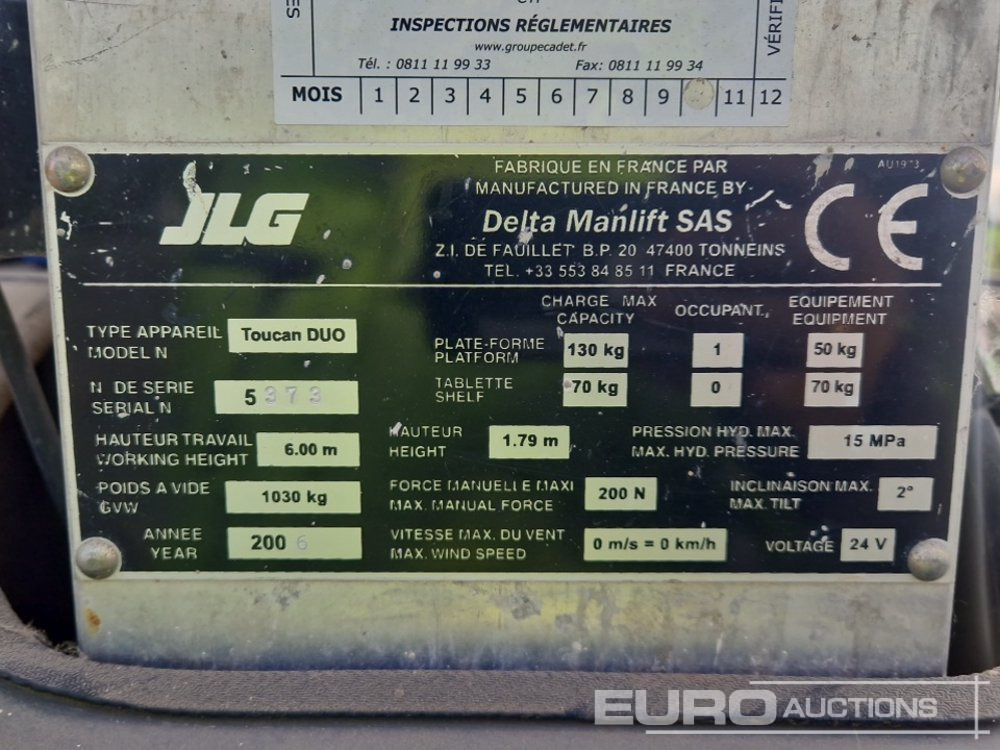 INSPECTIONS RÉGLEMENTAIRES
www.groupecadet.fr
Tél. : 0811 11 99 33 Fax: 0811 11 99 34
MOIS 1 2 3 4 5 6 7 8 9 11 12
VÉRIFI
ES
JLG
FABRIQUE EN FRANCE PAR
MANUFACTURED IN FRANCE BY
Delta Manlift SAS
Z.I. DE FAUILLET B.P. 20 47400 TONNEINS
TEL. +33 553 84 85 11 FRANCE
CE
TYPE APPAREIL
MODEL N
Toucan DUO
N DE SERIE
SERIAL N
5373
HAUTEUR TRAVAIL
WORKING HEIGHT
6.00 m
POIDS A VIDE
GVW
1030 kg
ANNEE
YEAR
2006
CHARGE MAX
CAPACITY
OCCUPANT.
EQUIPEMENT
EQUIPMENT
PLATE-FORME
PLATFORM
130 kg 1 50 kg
TABLETTE
SHELF
70 kg 0 70 kg
HAUTEUR
HEIGHT
1.79 m
PRESSION HYD. MAX.
MAX. HYD. PRESSURE
15 MPa
FORCE MANUELLE MAXI
MAX. MANUAL FORCE
200 N
INCLINAISON MAX.
MAX. TILT
2°
VITESSE MAX. DU VENT
MAX. WIND SPEED
0 m/s = 0 km/h
VOLTAGE 24 V
EURO AUCTIONS